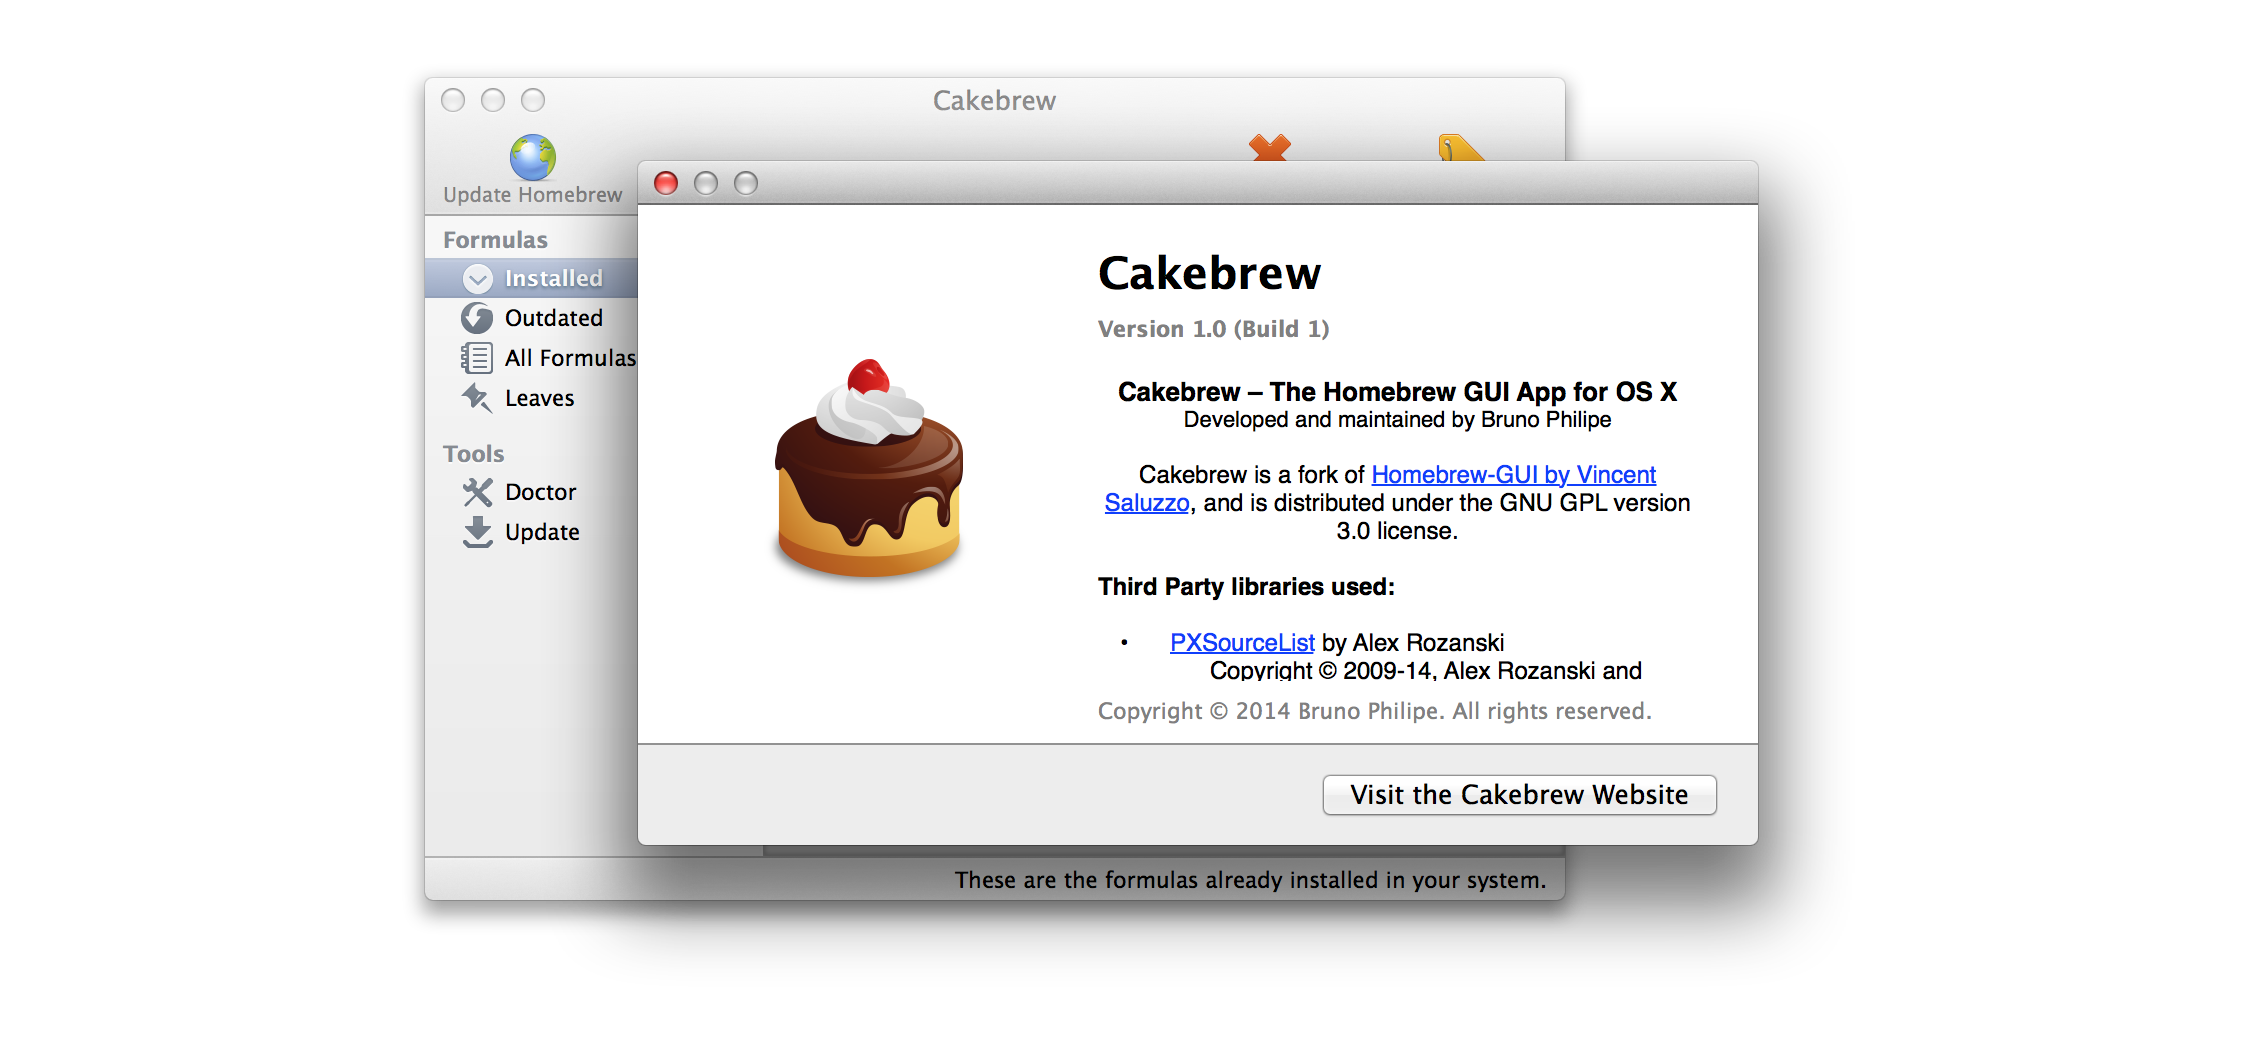 Cakebrew
Update Homebrew
Formulas
Installed
Outdated
All Formulas
Leaves
Tools
Doctor
Update
Cakebrew
Version 1.0 (Build 1)
Cakebrew – The Homebrew GUI App for OS X
Developed and maintained by Bruno Philipe
Cakebrew is a fork of Homebrew-GUI by Vincent
Saluzzo, and is distributed under the GNU GPL version
3.0 license.
Third Party libraries used:
• PXSourceList by Alex Rozanski
Copyright © 2009-14, Alex Rozanski and
Copyright © 2014 Bruno Philipe. All rights reserved.
Visit the Cakebrew Website
These are the formulas already installed in your system.